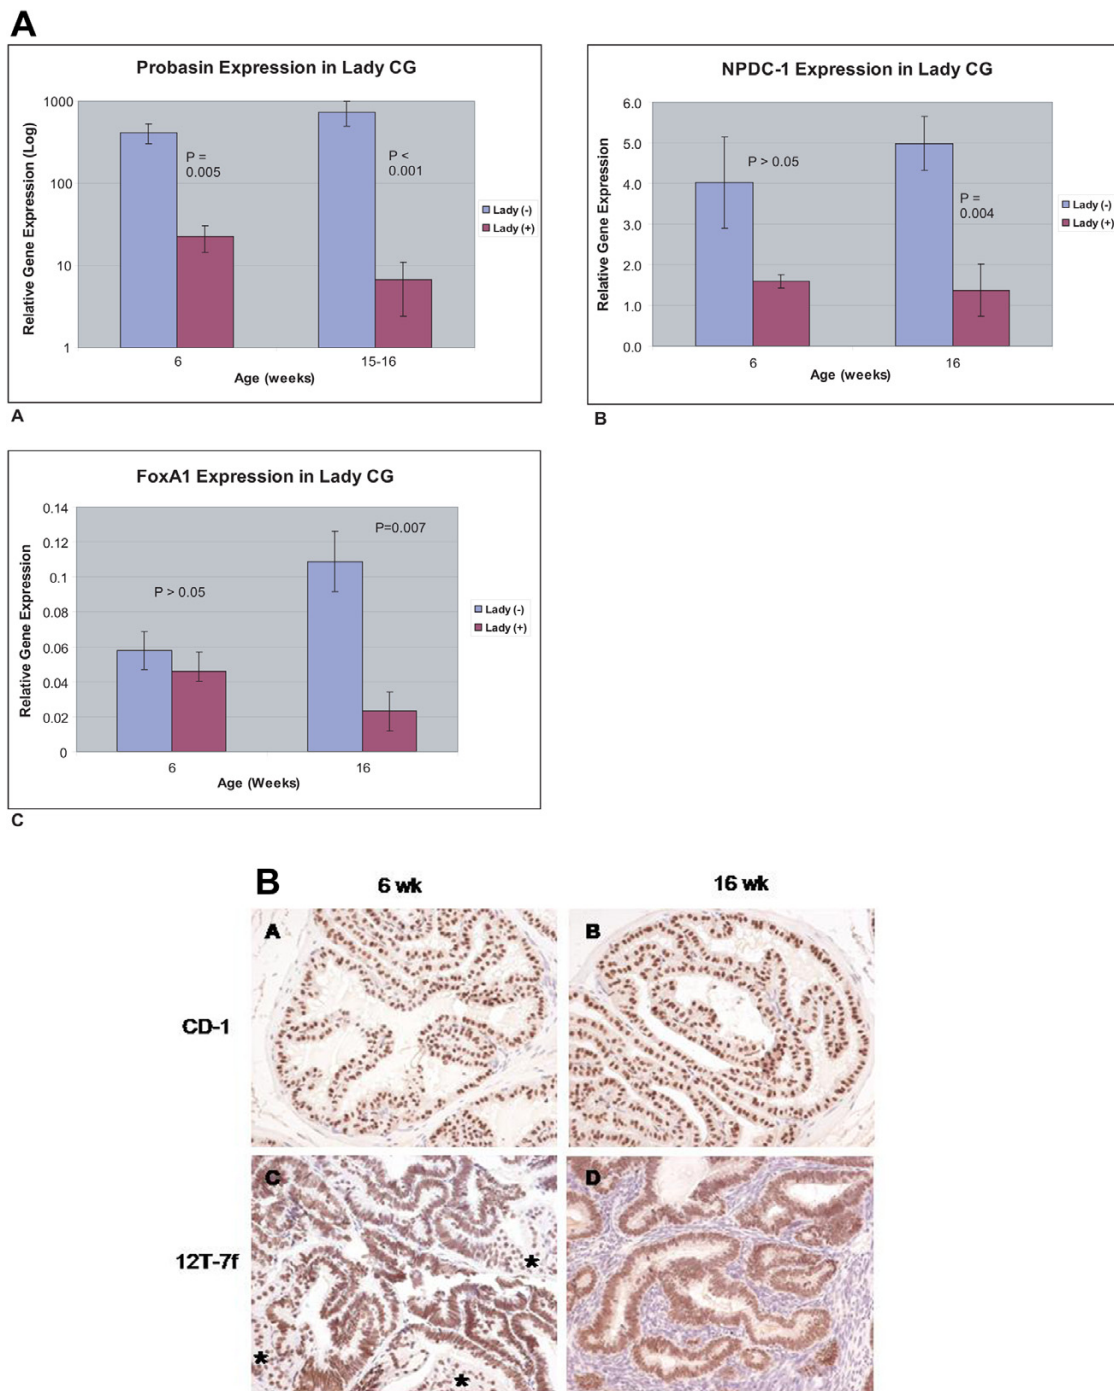 A
Probasin Expression in Lady CG
Relative Gene Expression (Log)
1000
100
10
1
P =
0.005
P <
0.001
Lady (-)
Lady (+)
6
15-16
Age (weeks)
A
NPDC-1 Expression in Lady CG
Relative Gene Expression
6.0
5.0
4.0
3.0
2.0
1.0
0.0
P > 0.05
P =
0.004
Lady (-)
Lady (+)
6
16
Age (weeks)
B
FoxA1 Expression in Lady CG
Relative Gene Expression
0.14
0.12
0.1
0.08
0.06
0.04
0.02
0
P > 0.05
P=0.007
Lady (-)
Lady (+)
6
16
Age (Weeks)
C
B
6 wk
16 wk
CD-1
A
B
12T-7f
C
D
*
*
*